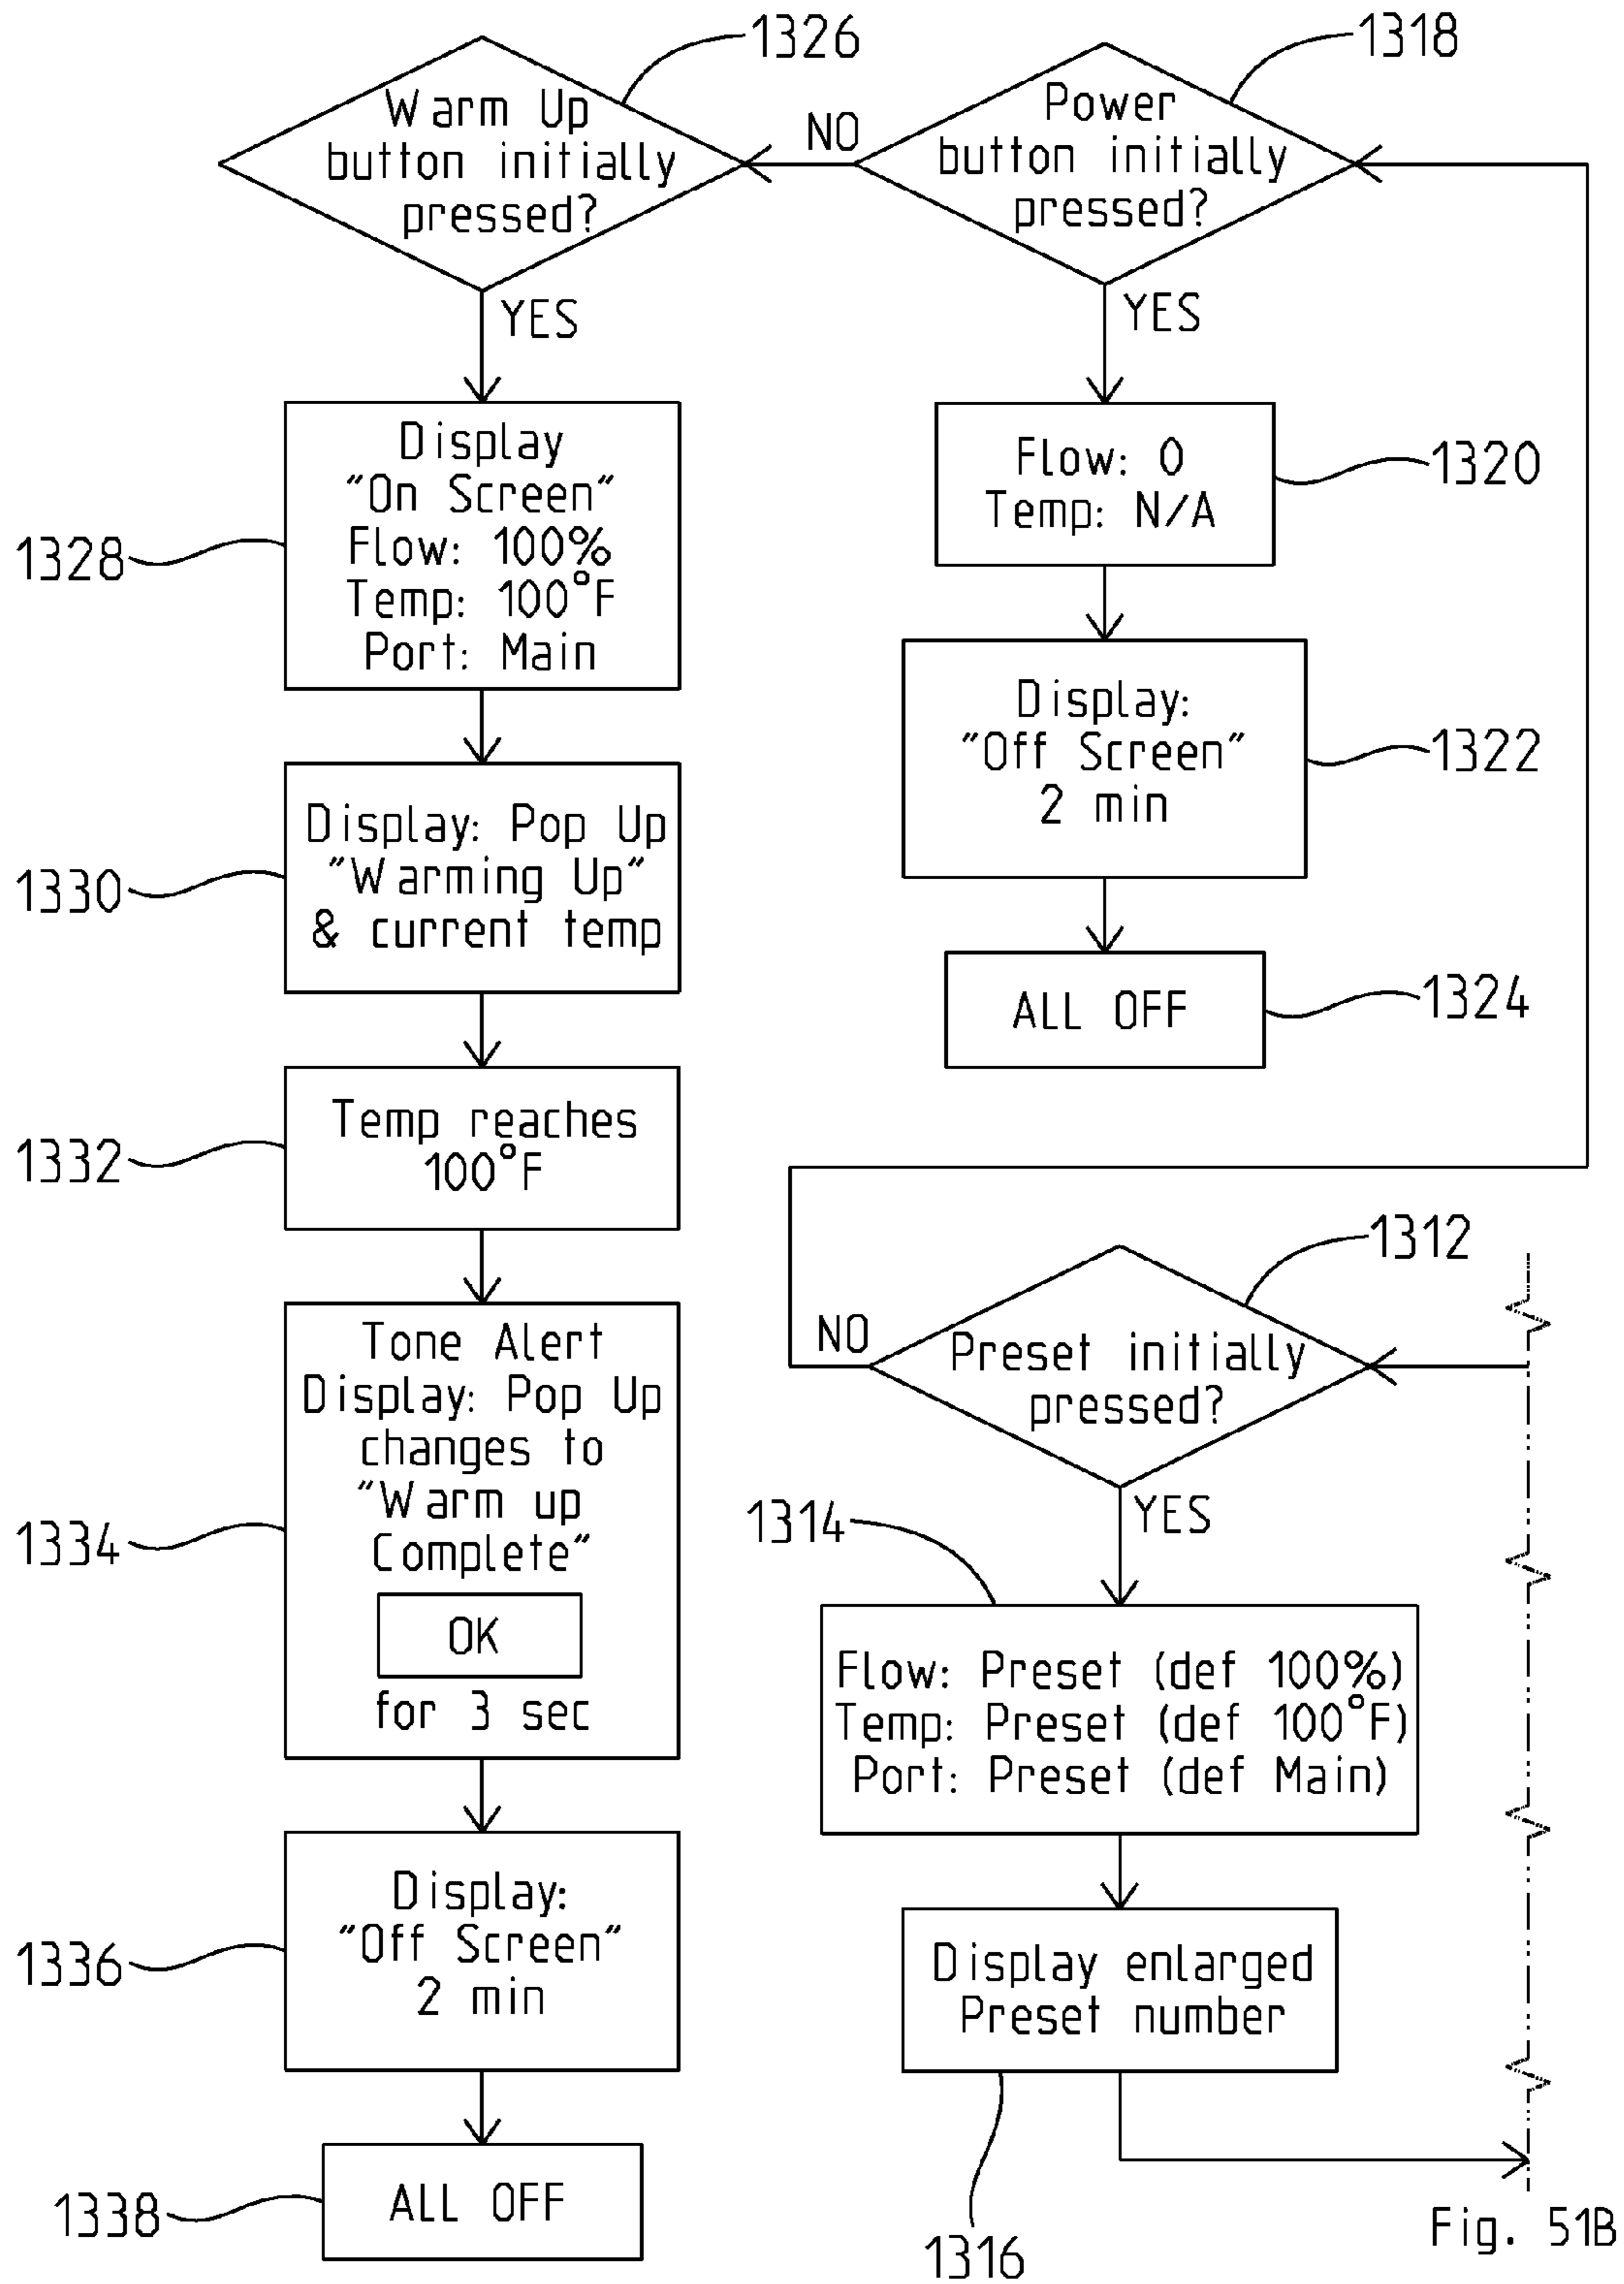 1326
Warm Up
button initially
pressed?
NO
YES
1318
Power
button initially
pressed?
YES
1328
Display
"On Screen"
Flow: 100%
Temp: 100°F
Port: Main
1330
Display: Pop Up
"Warming Up"
& current temp
1332
Temp reaches
100°F
1334
Tone Alert
Display: Pop Up
changes to
"Warm up
Complete"
OK
for 3 sec
1336
Display:
"Off Screen"
2 min
1338
ALL OFF
Flow: 0
Temp: N/A
1320
Display:
"Off Screen"
2 min
1322
ALL OFF
1324
1312
NO
Preset initially
pressed?
YES
1314
Flow: Preset (def 100%)
Temp: Preset (def 100°F)
Port: Preset (def Main)
Display enlarged
Preset number
1316
Fig. 51B